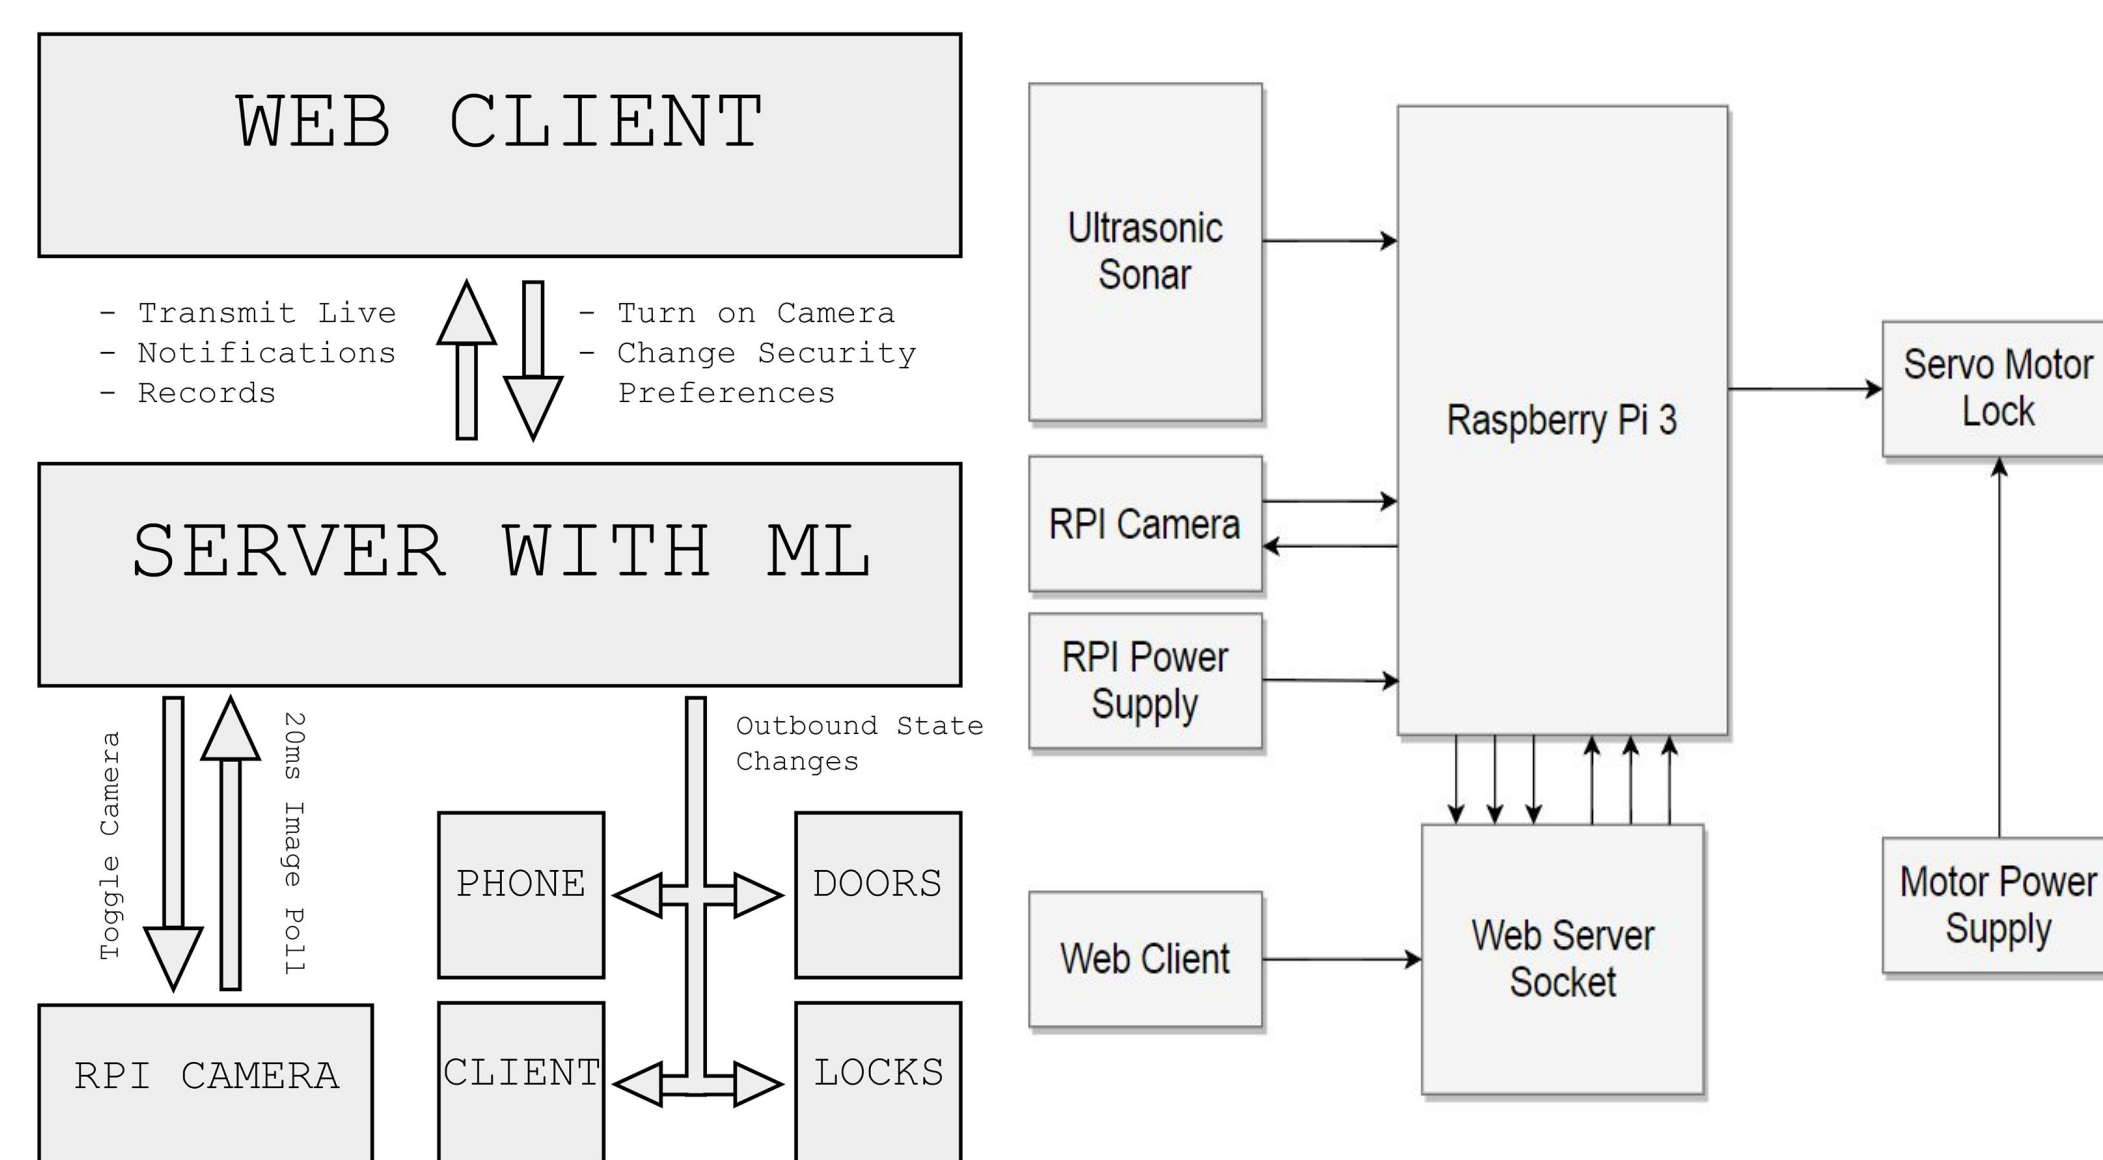 WEB CLIENT
- Transmit Live
- Notifications
- Records
- Turn on Camera
- Change Security
Preferences
SERVER WITH ML
Toggle Camera
20ms Image Poll
Outbound State
Changes
PHONE
DOORS
RPI CAMERA
CLIENT
LOCKS
Ultrasonic
Sonar
Raspberry Pi 3
Servo Motor
Lock
RPI Camera
RPI Power
Supply
Web Client
Web Server
Socket
Motor Power
Supply